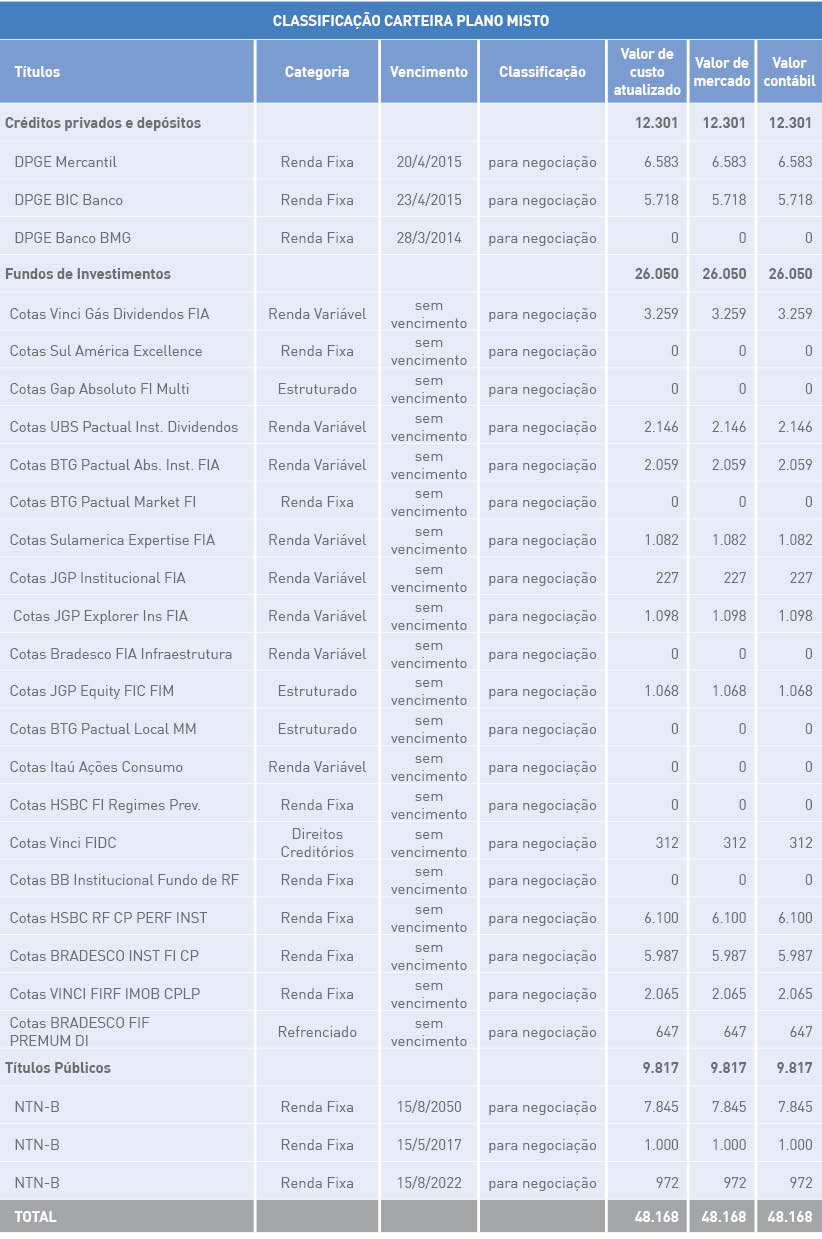 CLASSIFICAÇÃO CARTEIRA PLANO MISTO
Títulos Categoria Vencimento Classificação Valor de custo atualizado Valor de mercado Valor contábil
Créditos privados e depósitos 12.301 12.301 12.301
DPGE Mercantil Renda Fixa 20/4/2015 para negociação 6.583 6.583 6.583
DPGE BIC Banco Renda Fixa 23/4/2015 para negociação 5.718 5.718 5.718
DPGE Banco BMG Renda Fixa 28/3/2014 para negociação 0 0 0
Fundos de Investimentos 26.050 26.050 26.050
Cotas Vinci Gás Dividendos FIA Renda Variável sem vencimento para negociação 3.259 3.259 3.259
Cotas Sul América Excellence Renda Fixa sem vencimento para negociação 0 0 0
Cotas Gap Absoluto FI Multi Estruturado sem vencimento para negociação 0 0 0
Cotas UBS Pactual Inst. Dividendos Renda Variável sem vencimento para negociação 2.146 2.146 2.146
Cotas BTG Pactual Abs. Inst. FIA Renda Variável sem vencimento para negociação 2.059 2.059 2.059
Cotas BTG Pactual Market FI Renda Fixa sem vencimento para negociação 0 0 0
Cotas Sulamerica Expertise FIA Renda Variável sem vencimento para negociação 1.082 1.082 1.082
Cotas JGP Institucional FIA Renda Variável sem vencimento para negociação 227 227 227
Cotas JGP Explorer Ins FIA Renda Variável sem vencimento para negociação 1.098 1.098 1.098
Cotas Bradesco FIA Infraestrutura Renda Variável sem vencimento para negociação 0 0 0
Cotas JGP Equity FIC FIM Estruturado sem vencimento para negociação 1.068 1.068 1.068
Cotas BTG Pactual Local MM Estruturado sem vencimento para negociação 0 0 0
Cotas Itaú Ações Consumo Renda Variável sem vencimento para negociação 0 0 0
Cotas HSBC FI Regimes Prev. Renda Fixa sem vencimento para negociação 0 0 0
Cotas Vinci FIDC Direitos Creditórios sem vencimento para negociação 312 312 312
Cotas BB Institucional Fundo de RF Renda Fixa sem vencimento para negociação 0 0 0
Cotas HSBC RF CP PERF INST Renda Fixa sem vencimento para negociação 6.100 6.100 6.100
Cotas BRADESCO INST FI CP Renda Fixa sem vencimento para negociação 5.987 5.987 5.987
Cotas VINCI FIRF IMOB CPLP Renda Fixa sem vencimento para negociação 2.065 2.065 2.065
Cotas BRADESCO FIF PREMUM DI Refrenciado sem vencimento para negociação 647 647 647
Títulos Públicos 9.817 9.817 9.817
NTN-B Renda Fixa 15/8/2050 para negociação 7.845 7.845 7.845
NTN-B Renda Fixa 15/5/2017 para negociação 1.000 1.000 1.000
NTN-B Renda Fixa 15/8/2022 para negociação 972 972 972
TOTAL 48.168 48.168 48.168